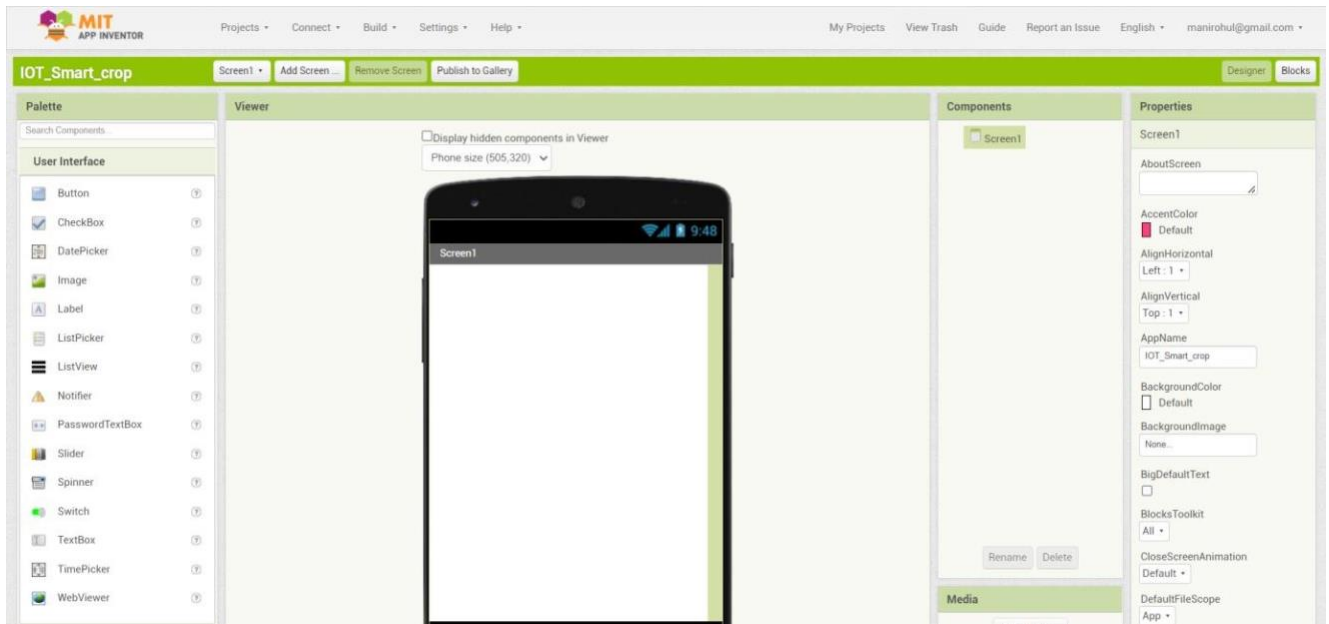 MIT
APP INVENTOR
Projects Connect Build Settings Help My Projects View Trash Guide Report an Issue English manirohul@gmail.com
IOT_Smart_crop Screen1 Add Screen ... Remove Screen Publish to Gallery Designer Blocks
Palette
Search Components...
User Interface
Button
CheckBox
DatePicker
Image
Label
ListPicker
ListView
Notifier
PasswordTextBox
Slider
Spinner
Switch
TextBox
TimePicker
WebViewer
Viewer
Display hidden components in Viewer
Phone size (505,320)
9:48
Screen1
Components
Screen1
Rename Delete
Media
Properties
Screen1
AboutScreen
AccentColor
Default
AlignHorizontal
Left : 1
AlignVertical
Top : 1
AppName
IOT_Smart_crop
BackgroundColor
Default
BackgroundImage
None...
BigDefaultText
BlocksToolkit
All
CloseScreenAnimation
Default
DefaultFileScope
App